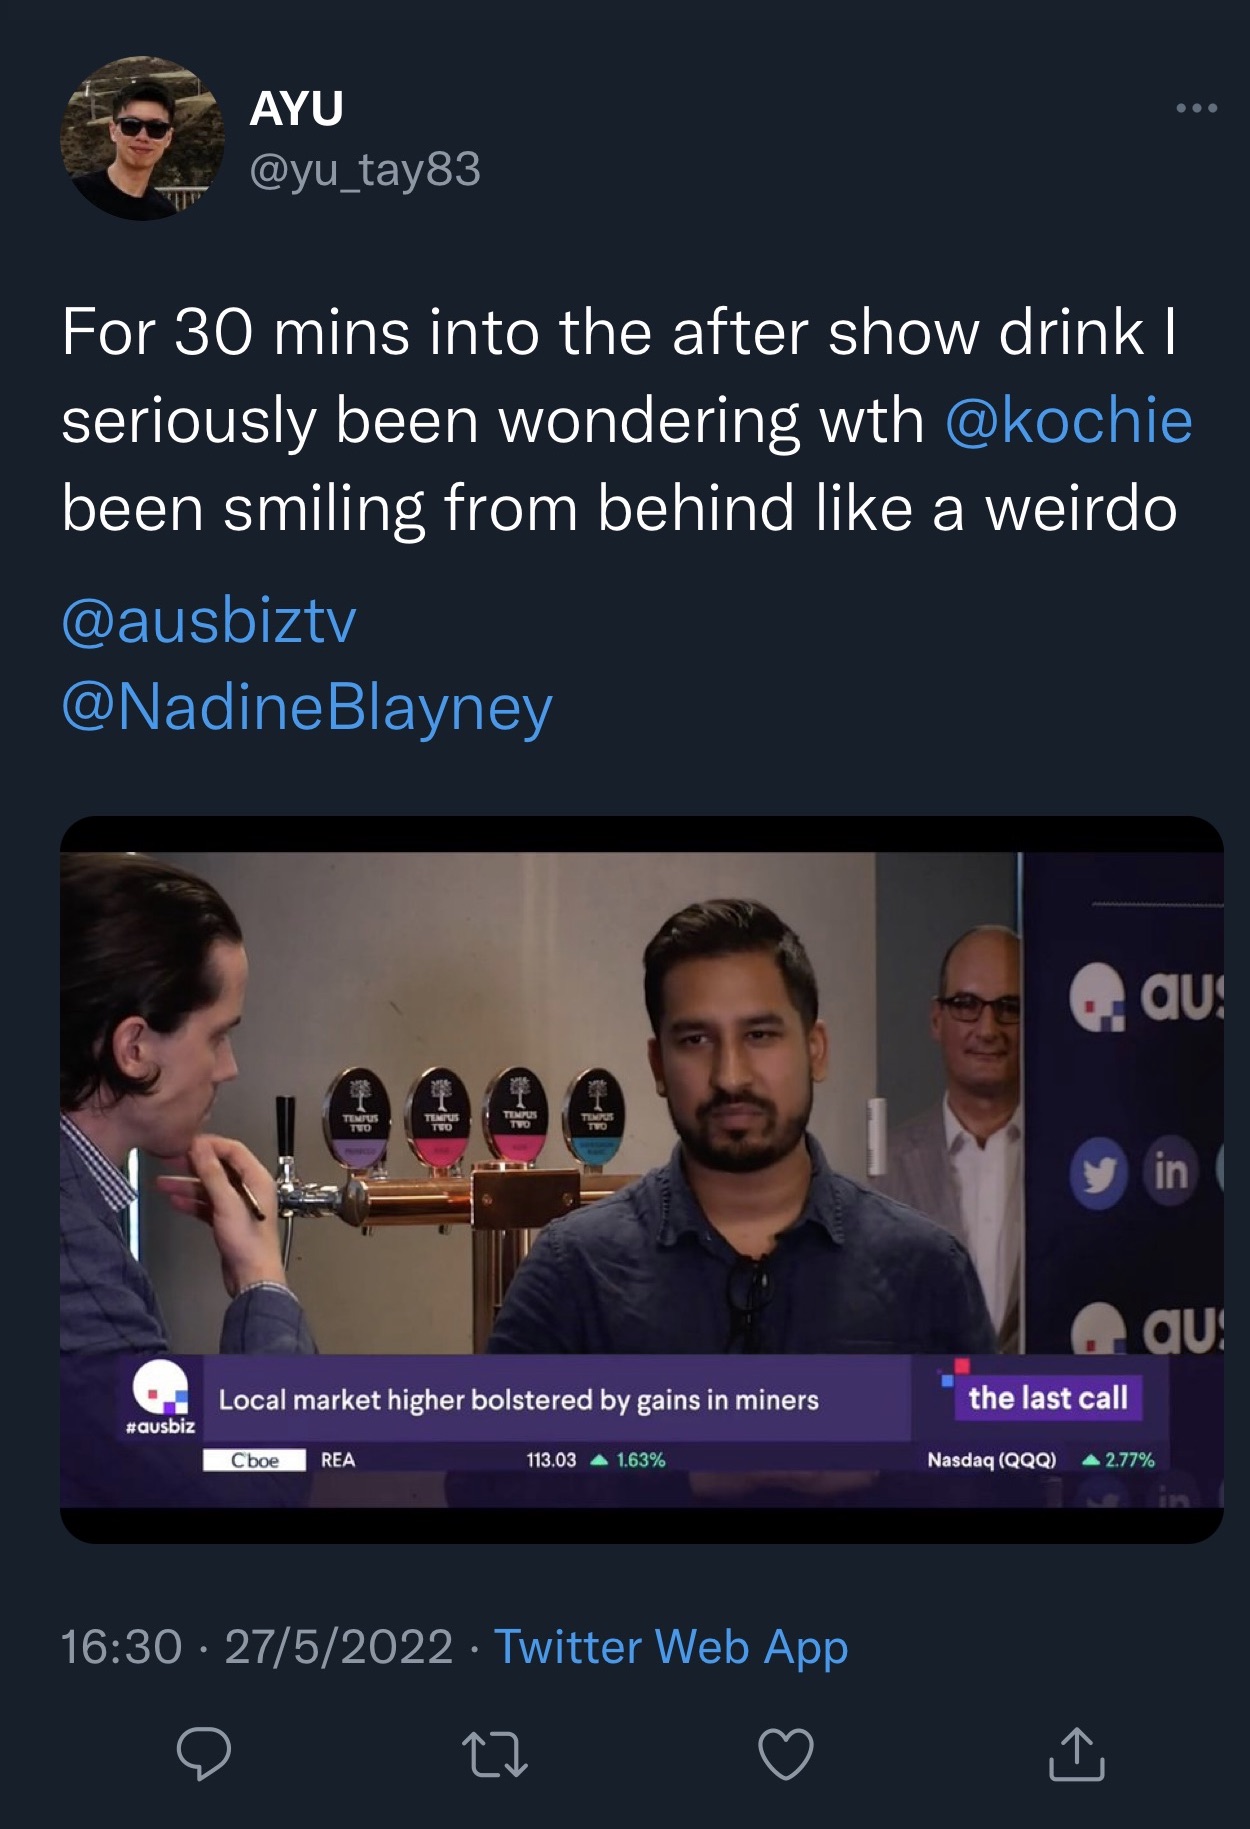 AYU
@yu_tay83
For 30 mins into the after show drink I
seriously been wondering wth @kochie
been smiling from behind like a weirdo
@ausbiztv
@NadineBlayney
aus
TEMPUS TWO
TEMPUS TWO
TEMPUS TWO
TEMPUS TWO
in
aus
Local market higher bolstered by gains in miners
the last call
#ausbiz
Cboe REA 113.03 1.63% Nasdaq (QQQ) 2.77%
in
16:30 · 27/5/2022 · Twitter Web App